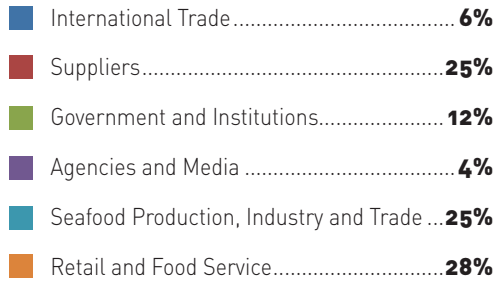 International Trade.................................. 6%
Suppliers................................................25%
Government and Institutions................... 12%
Agencies and Media ................................4%
Seafood Production, Industry and Trade ...25%
Retail and Food Service..........................28%